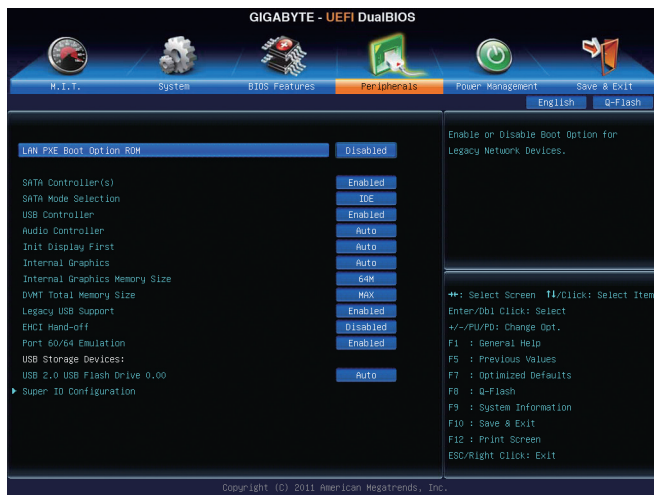 GIGABYTE - UEFI DualBIOS
M.I.T. System BIOS Features Peripherals Power Management Save & Exit
English Q-Flash
LAN PXE Boot Option ROM Disabled
SATA Controller(s) Enabled
SATA Mode Selection IDE
USB Controller Enabled
Audio Controller Auto
Init Display First Auto
Internal Graphics Auto
Internal Graphics Memory Size 64M
DVMT Total Memory Size MAX
Legacy USB Support Enabled
EHCI Hand-off Disabled
Port 60/64 Emulation Enabled
USB Storage Devices:
USB 2.0 USB Flash Drive 0.00 Auto
Super IO Configuration
Enable or Disable Boot Option for
Legacy Network Devices.
→←: Select Screen ↑↓/Click: Select Item
Enter/Dbl Click: Select
+/-/PU/PD: Change Opt.
F1 : General Help
F5 : Previous Values
F7 : Optimized Defaults
F8 : Q-Flash
F9 : System Information
F10 : Save & Exit
F12 : Print Screen
ESC/Right Click: Exit
Copyright (C) 2011 American Megatrends, Inc.